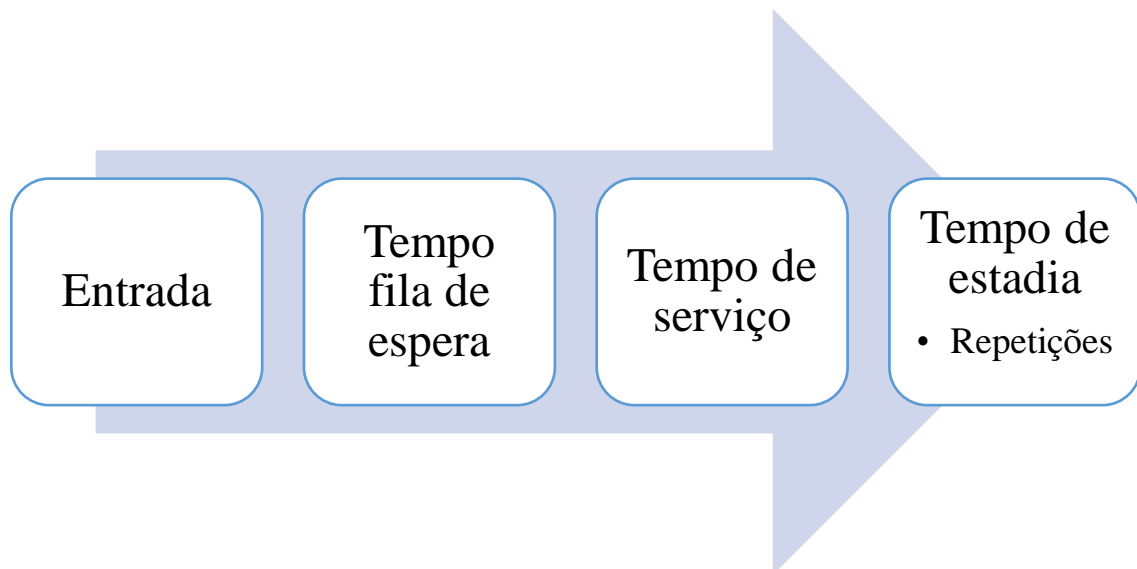 Entrada
Tempo
fila de
espera
Tempo de
serviço
Tempo de
estadia
• Repetições